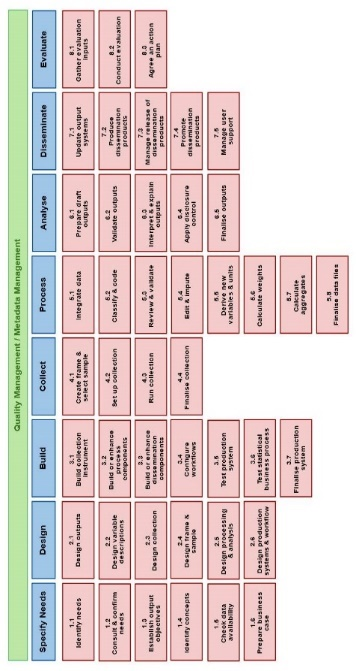 Quality Management / Metadata Management
Specify Needs
1.1
Identify needs
1.2
Consult & confirm
needs
1.3
Establish output
objectives
1.4
Identify concepts
1.5
Check data
availability
1.6
Prepare business
case
Design
2.1
Design outputs
2.2
Design variable
descriptions
2.3
Design collection
2.4
Design frame &
sample
2.5
Design processing
& analysis
2.6
Design production
systems & workflow
Build
3.1
Build collection
instrument
3.2
Build or enhance
process
components
3.3
Build or enhance
dissemination
components
3.4
Configure
workflows
3.5
Test production
system
3.6
Test statistical
business process
3.7
Finalise production
system
Collect
4.1
Create frame &
select sample
4.2
Set up collection
4.3
Run collection
4.4
Finalise collection
Process
5.1
Integrate data
5.2
Classify & code
5.3
Review & validate
5.4
Edit & impute
5.5
Derive new
variables & units
5.6
Calculate weights
5.7
Calculate
aggregates
5.8
Finalise data files
Analyse
6.1
Prepare draft
outputs
6.2
Validate outputs
6.3
Interpret & explain
outputs
6.4
Apply disclosure
control
6.5
Finalise outputs
Disseminate
7.1
Update output
systems
7.2
Produce
dissemination
products
7.3
Manage release of
dissemination
products
7.4
Promote
dissemination
products
7.5
Manage user
support
Evaluate
8.1
Gather evaluation
inputs
8.2
Conduct evaluation
8.3
Agree an action
plan